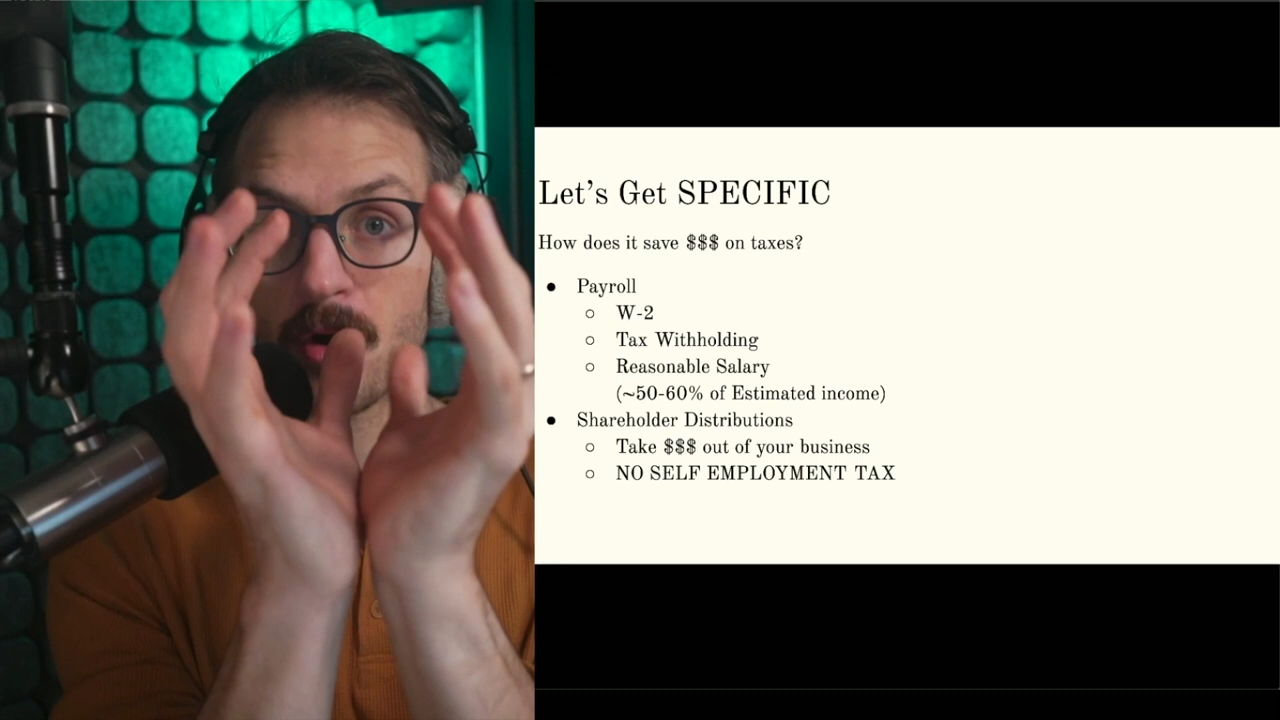 Let's Get SPECIFIC
How does it save $$$ on taxes?
● Payroll
○ W-2
○ Tax Withholding
○ Reasonable Salary
(~50-60% of Estimated income)
● Shareholder Distributions
○ Take $$$ out of your business
○ NO SELF EMPLOYMENT TAX